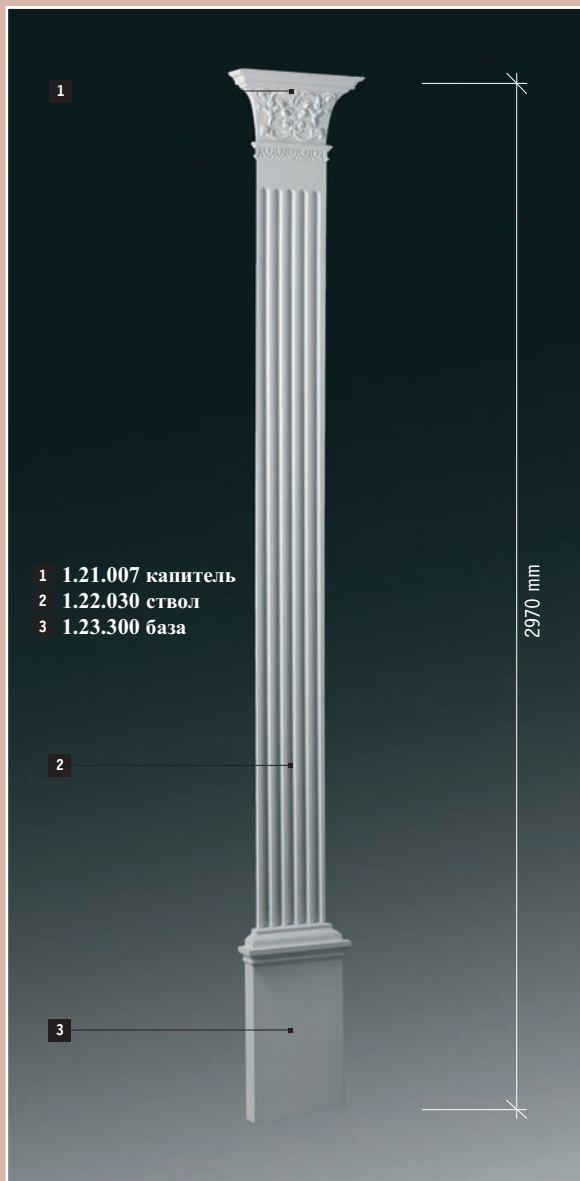 1
1 1.21.007 капитель
2 1.22.030 ствол
3 1.23.300 база
2970 mm
2
3